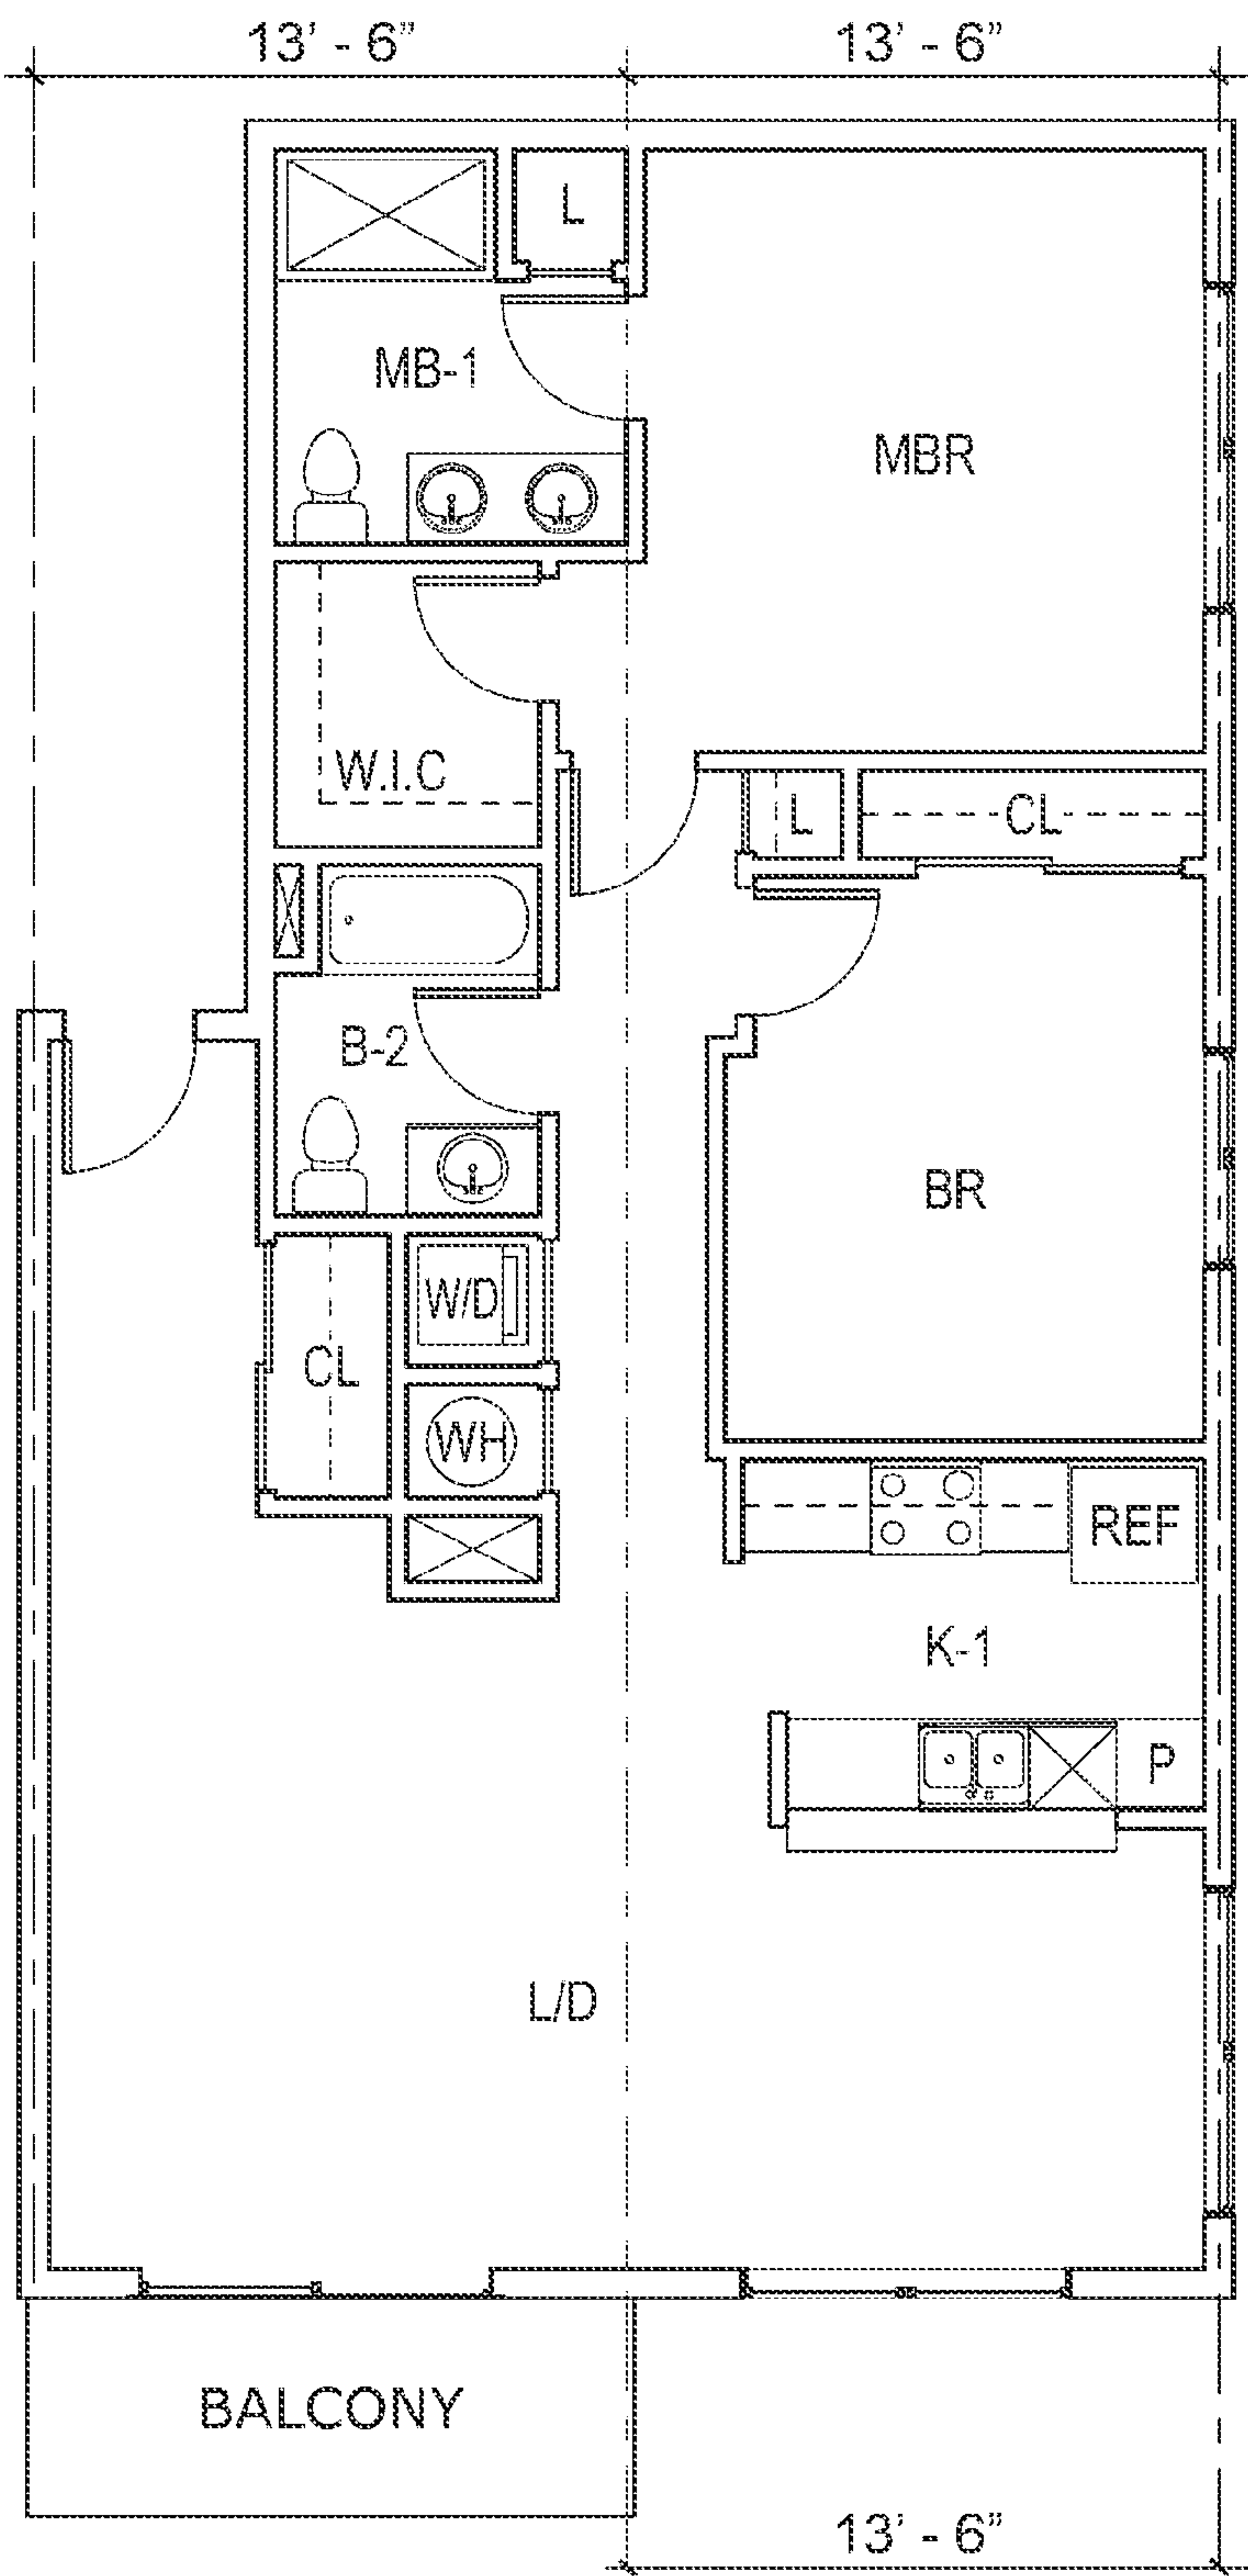 13' - 6”
13' - 6”
L
MB-1
MBR
W.I.C
L
CL
B-2
BR
W/D
CL
WH
REF
K-1
P
L/D
BALCONY
13' - 6”